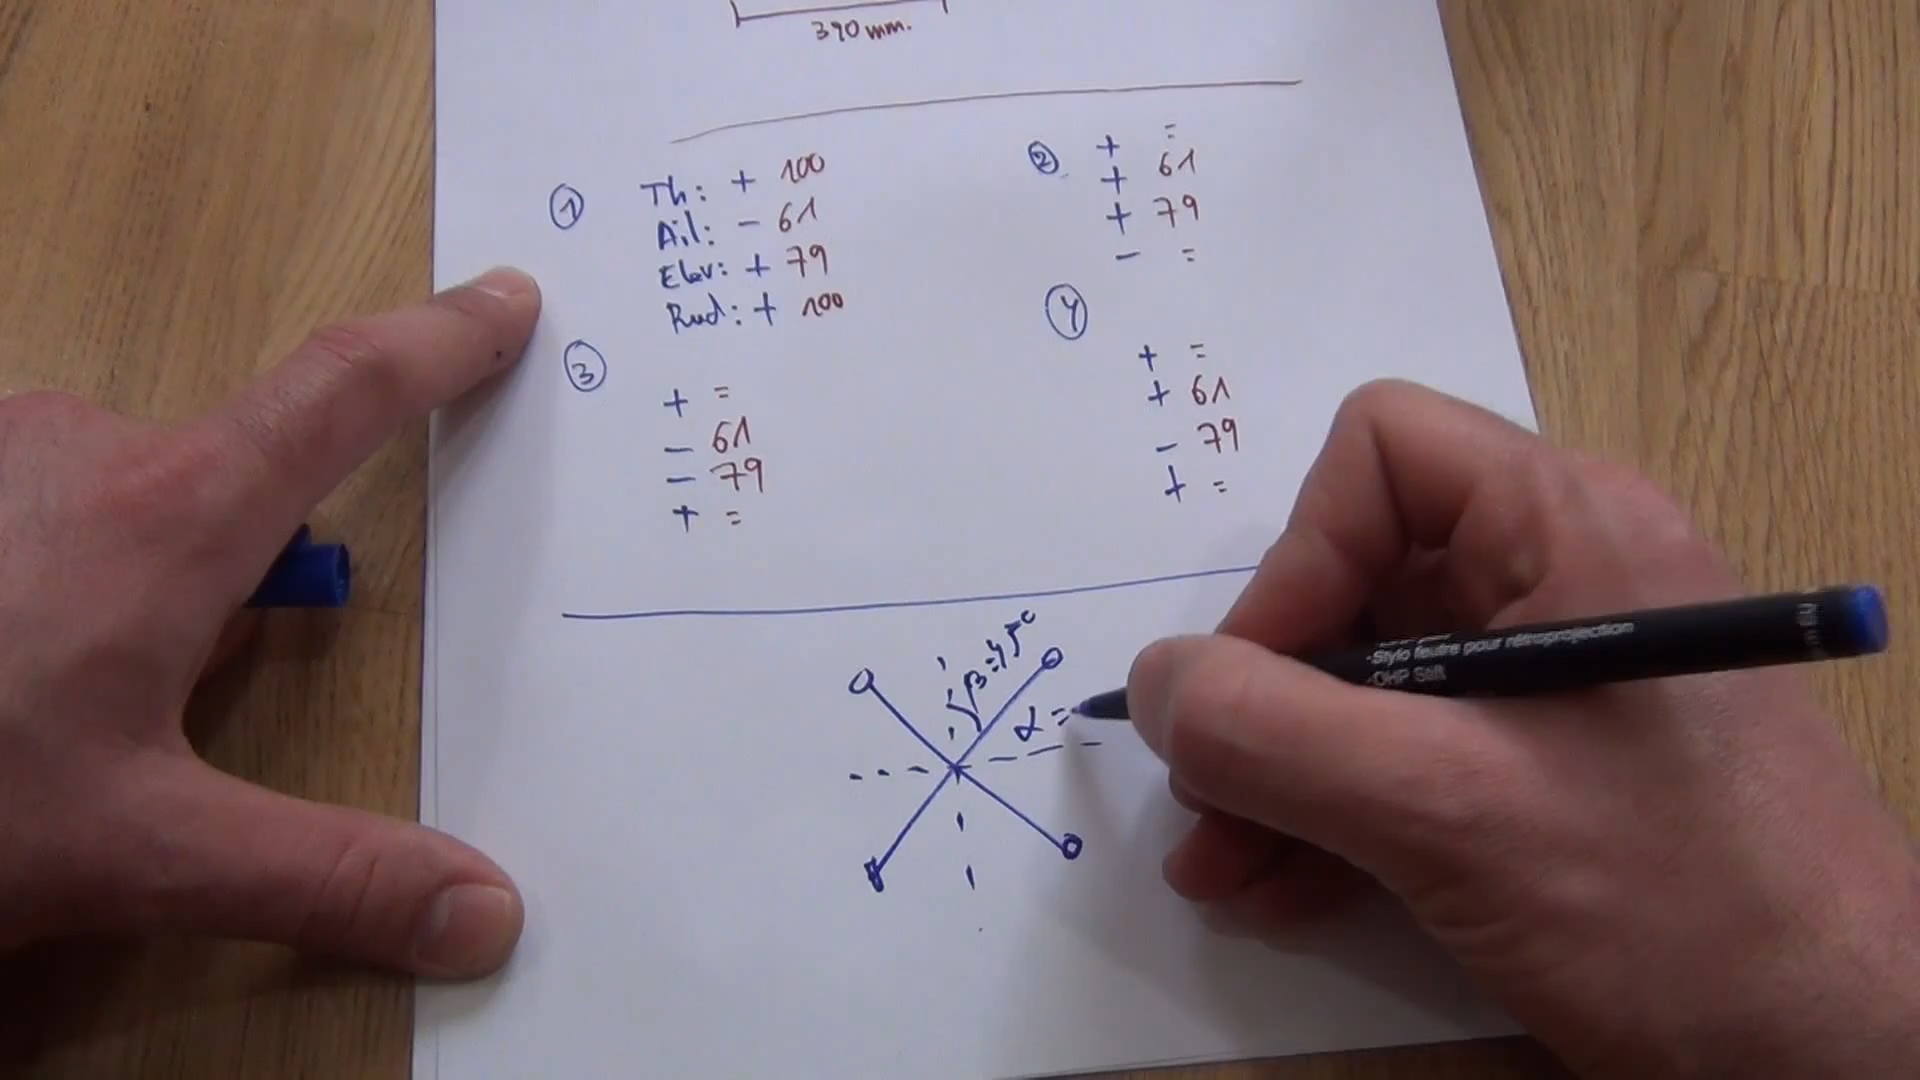 390 mm.
① Th: + 100
Ail: - 61
Elev: + 79
Rud: + 100
② + =
+ 61
+ 79
- =
③
+ =
- 61
- 79
+ =
④
+ =
+ 61
- 79
+ =
β=45°
α =
·Stylo feutre pour rétroprojection
·OHP Stift
m EU